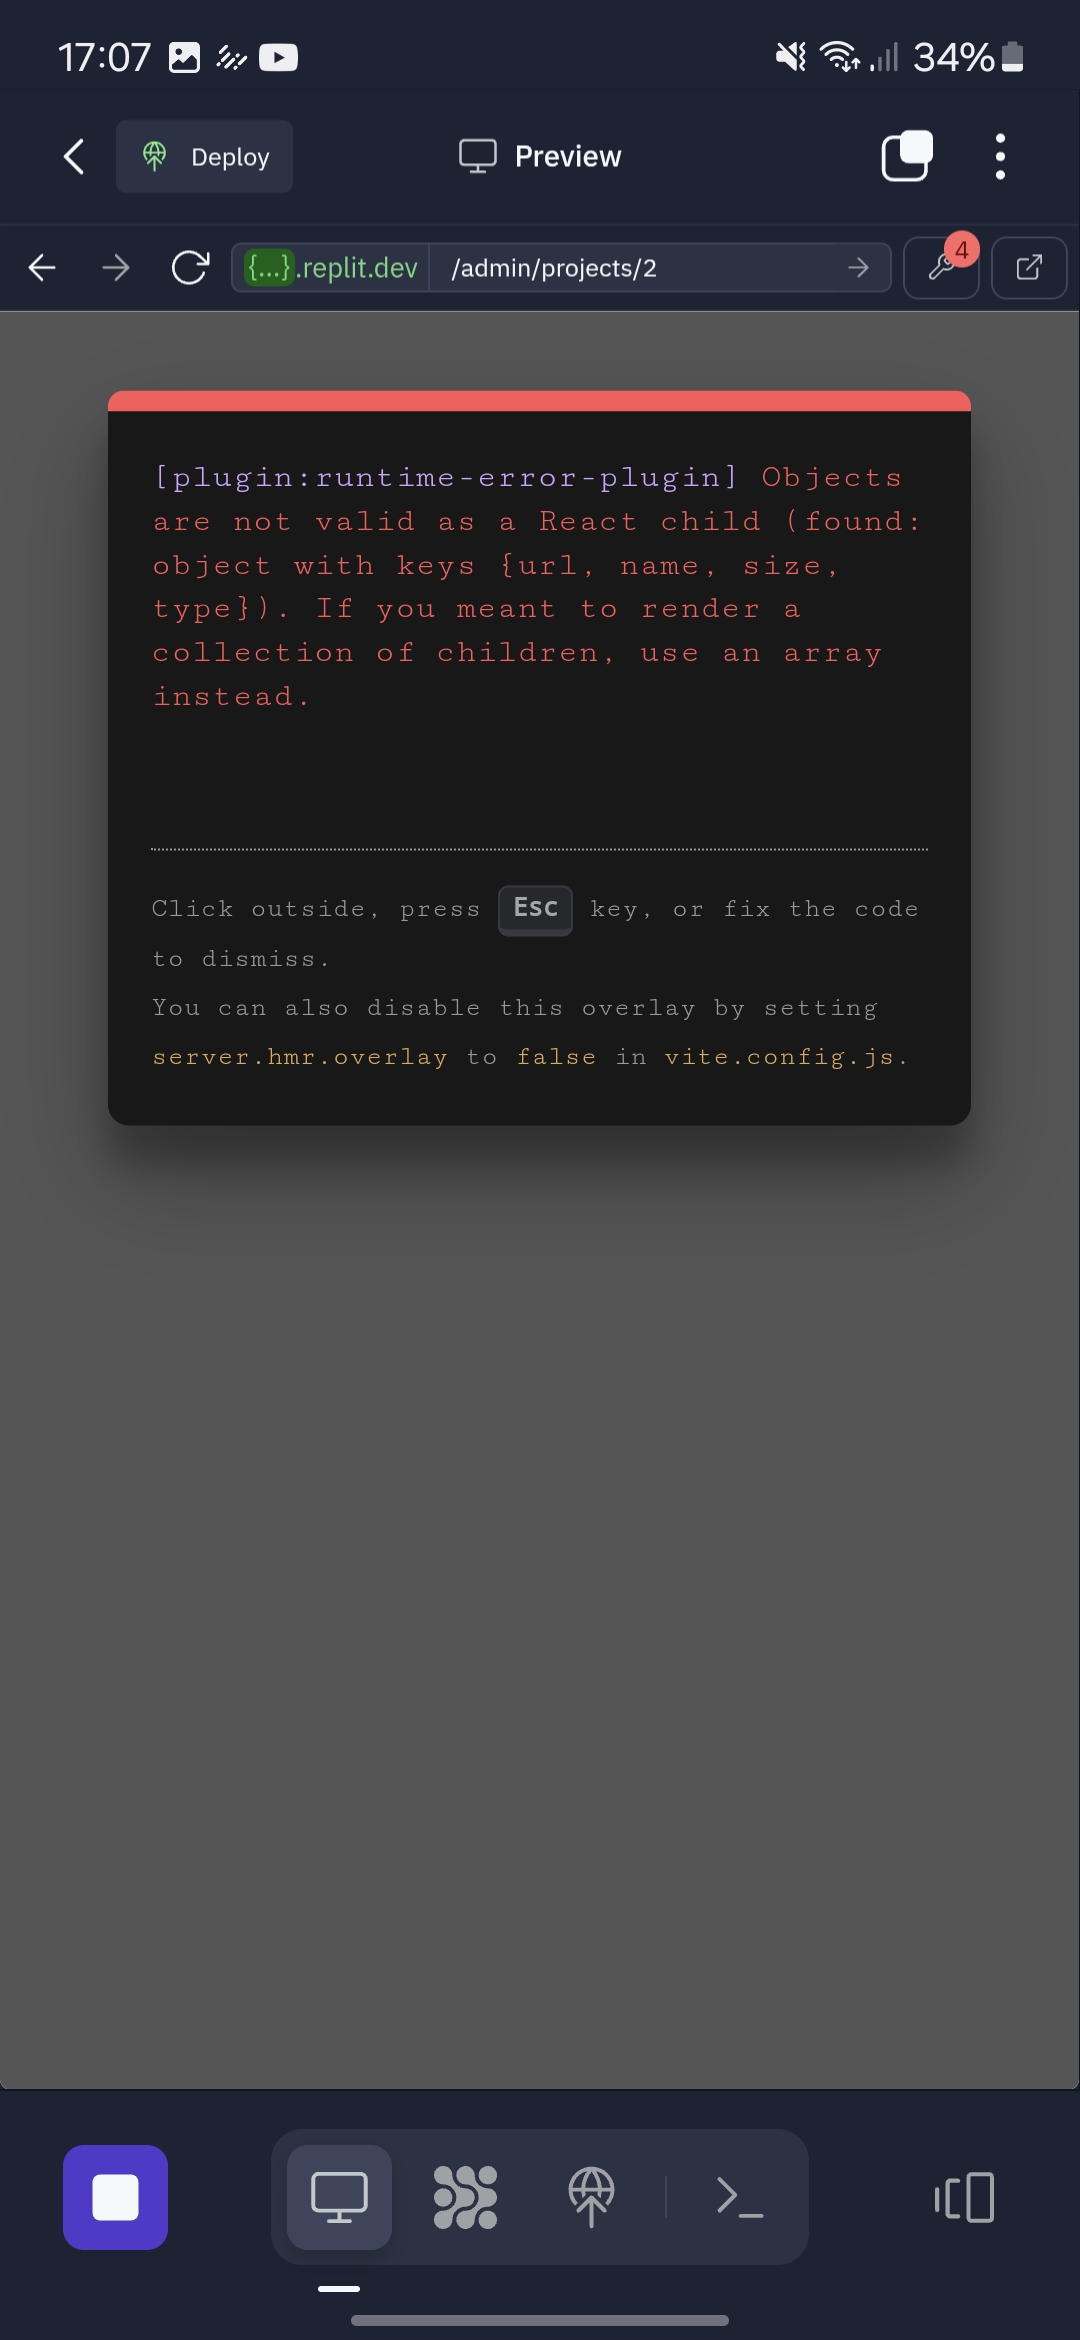 17:07
34%
Deploy
Preview
{...}.replit.dev
/admin/projects/2
4
[plugin:runtime-error-plugin] Objects
are not valid as a React child (found:
object with keys {url, name, size,
type}). If you meant to render a
collection of children, use an array
instead.
Click outside, press Esc key, or fix the code
to dismiss.
You can also disable this overlay by setting
server.hmr.overlay to false in vite.config.js.